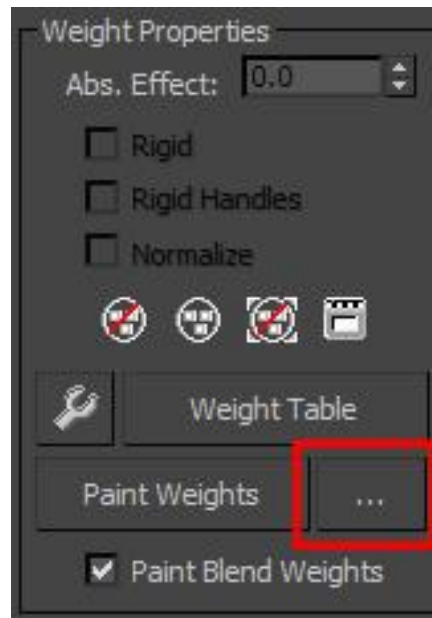 Weight Properties
Abs. Effect: 0.0
Rigid
Rigid Handles
Normalize
Weight Table
Paint Weights ...
Paint Blend Weights